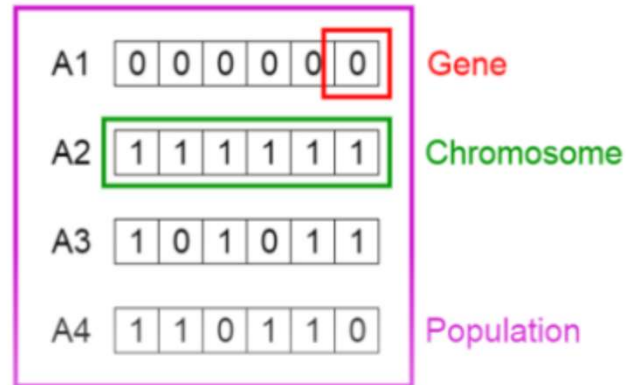 A1 0 0 0 0 0 0 Gene
A2 1 1 1 1 1 1 Chromosome
A3 1 0 1 0 1 1
A4 1 1 0 1 1 0 Population